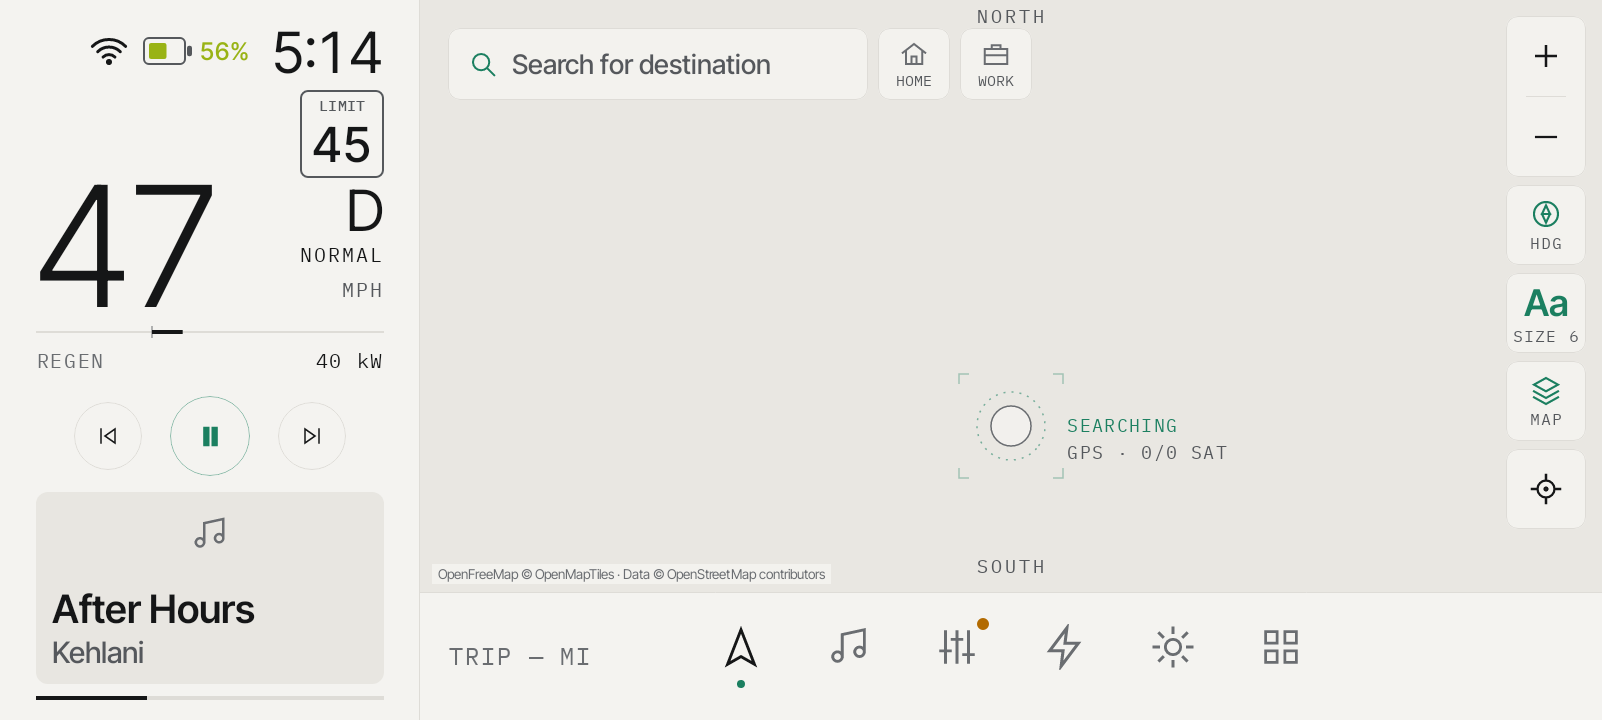 56% 5:14
LIMIT
45
47
D
NORMAL
MPH
REGEN 40 kW
After Hours
Kehlani
NORTH
Search for destination
HOME
WORK
HDG
Aa
SIZE 6
MAP
SEARCHING
GPS · 0/0 SAT
SOUTH
OpenFreeMap © OpenMapTiles · Data © OpenStreetMap contributors
TRIP — MI